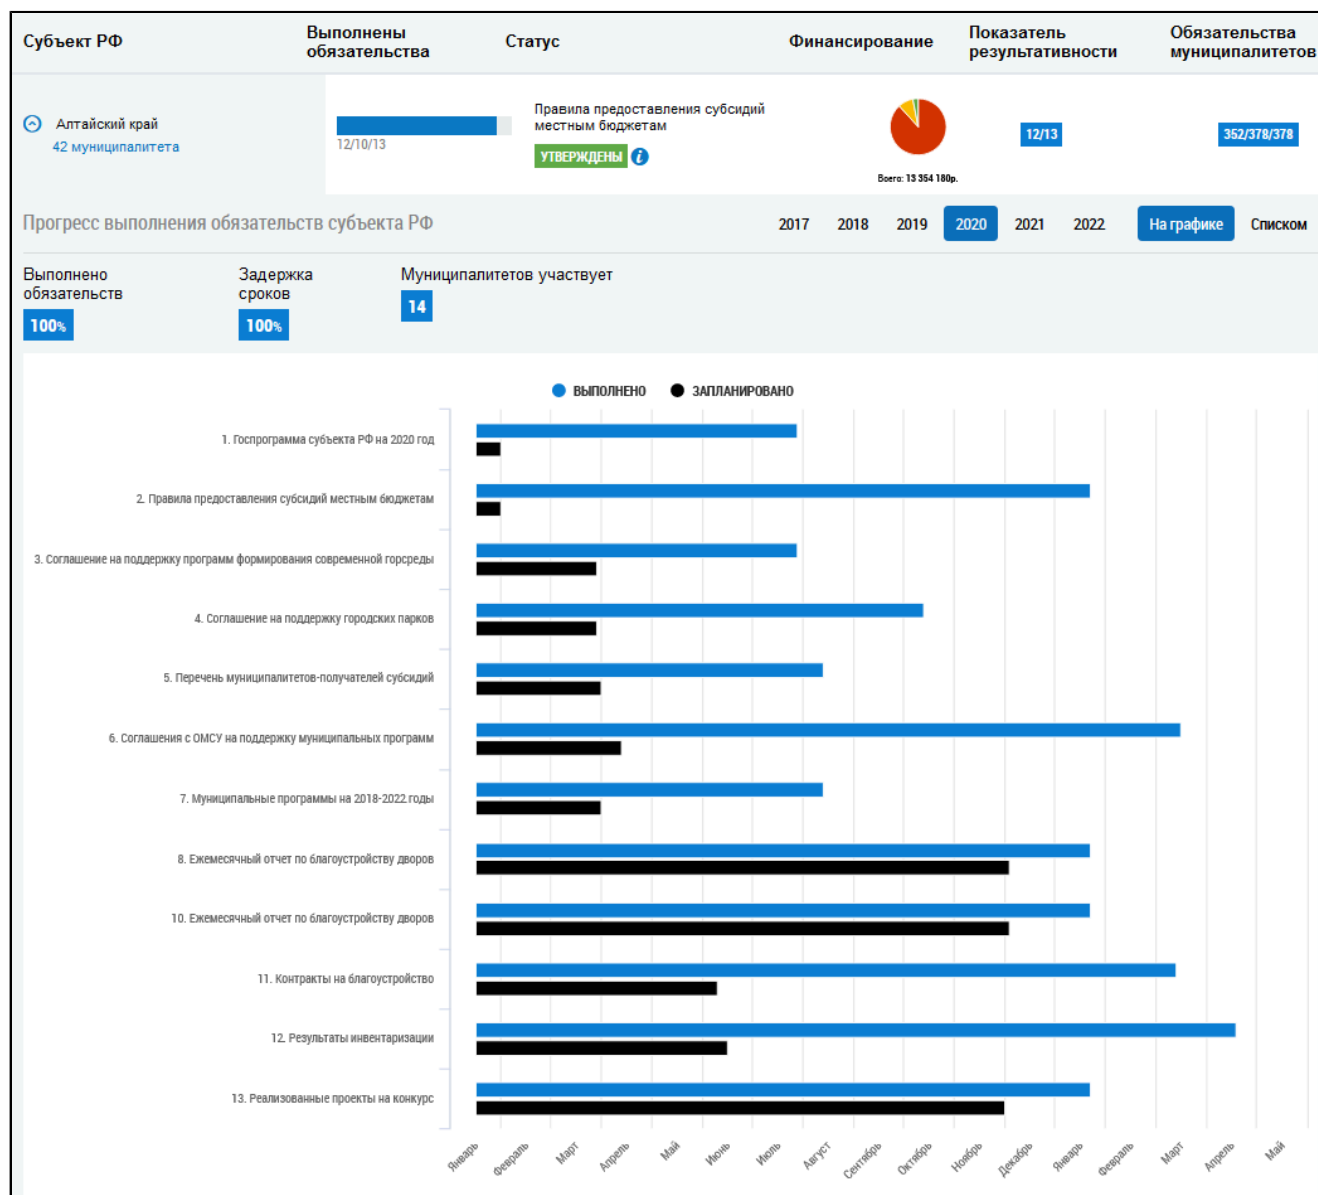 Субъект РФ
Выполнены
обязательства
Статус
Финансирование
Показатель
результативности
Обязательства
муниципалитетов
Алтайский край
42 муниципалитета
12/10/13
Правила предоставления субсидий
местным бюджетам
УТВЕРЖДЕНЫ i
Всего: 13 354 180р.
12/13
352/378/378
Прогресс выполнения обязательств субъекта РФ
2017 2018 2019 2020 2021 2022 На графике Списком
Выполнено
обязательств
100%
Задержка
сроков
100%
Муниципалитетов участвует
14
ВЫПОЛНЕНО ЗАПЛАНИРОВАНО
1. Госпрограмма субъекта РФ на 2020 год
2. Правила предоставления субсидий местным бюджетам
3. Соглашение на поддержку программ формирования современной горсреды
4. Соглашение на поддержку городских парков
5. Перечень муниципалитетов-получателей субсидий
6. Соглашения с ОМСУ на поддержку муниципальных программ
7. Муниципальные программы на 2018-2022 годы
8. Ежемесячный отчет по благоустройству дворов
10. Ежемесячный отчет по благоустройству дворов
11. Контракты на благоустройство
12. Результаты инвентаризации
13. Реализованные проекты на конкурс
Январь Февраль Март Апрель Май Июнь Июль Август Сентябрь Октябрь Ноябрь Декабрь Январь Февраль Март Апрель Май